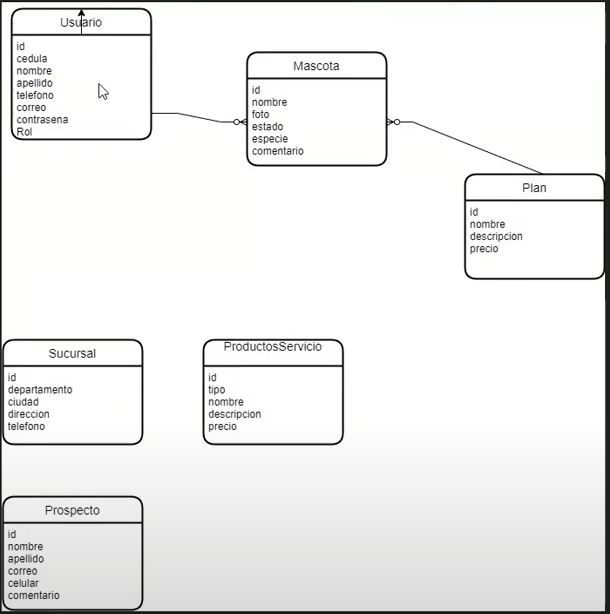 Usuario
id
cedula
nombre
apellido
telefono
correo
contrasena
Rol
Mascota
id
nombre
foto
estado
especie
comentario
Plan
id
nombre
descripcion
precio
Sucursal
id
departamento
ciudad
direccion
telefono
ProductosServicio
id
tipo
nombre
descripcion
precio
Prospecto
id
nombre
apellido
correo
celular
comentario